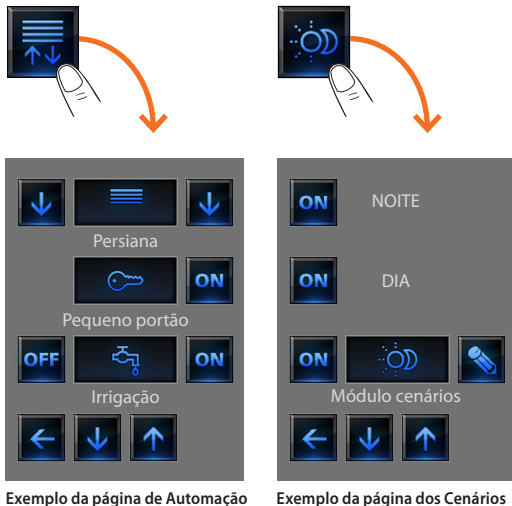 Persiana
ON
Pequeno portão
OFF
ON
Irrigação
Exemplo da página de Automação
ON
NOITE
ON
DIA
ON
Módulo cenários
Exemplo da página dos Cenários